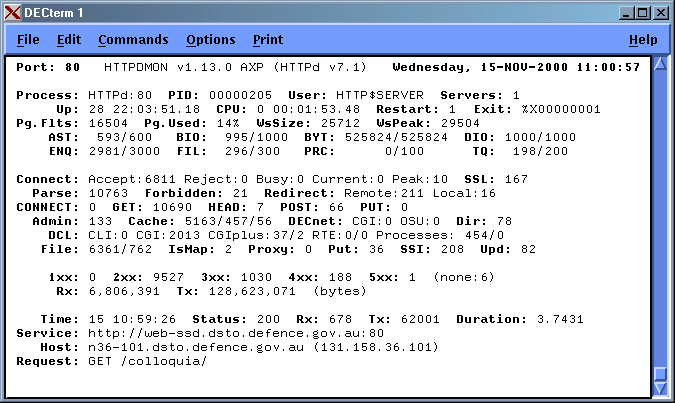 DECterm 1
File Edit Commands Options Print Help
Port: 80 HTTPDMON v1.13.0 AXP (HTTPd v7.1) Wednesday, 15-NOV-2000 11:00:57
Process: HTTPd:80 PID: 00000205 User: HTTP$SERVER Servers: 1
Up: 28 22:03:51.18 CPU: 0 00:01:53.48 Restart: 1 Exit: %X00000001
Pg.Flts: 16504 Pg.Used: 14% WsSize: 25712 WsPeak: 29504
AST: 593/600 BIO: 995/1000 BYT: 525824/525824 DIO: 1000/1000
ENQ: 2981/3000 FIL: 296/300 PRC: 0/100 TQ: 198/200
Connect: Accept:6811 Reject:0 Busy:0 Current:0 Peak:10 SSL: 167
Parse: 10763 Forbidden: 21 Redirect: Remote:211 Local:16
CONNECT: 0 GET: 10690 HEAD: 7 POST: 66 PUT: 0
Admin: 133 Cache: 5163/457/56 DECnet: CGI:0 OSU:0 Dir: 78
DCL: CLI:0 CGI:2013 CGIplus:37/2 RTE:0/0 Processes: 454/0
File: 6361/762 IsMap: 2 Proxy: 0 Put: 36 SSI: 208 Upd: 82
1xx: 0 2xx: 9527 3xx: 1030 4xx: 188 5xx: 1 (none:6)
Rx: 6,806,391 Tx: 128,623,071 (bytes)
Time: 15 10:59:26 Status: 200 Rx: 678 Tx: 62001 Duration: 3.7431
Service: http://web-ssd.dsto.defence.gov.au:80
Host: n36-101.dsto.defence.gov.au (131.158.36.101)
Request: GET /colloquia/